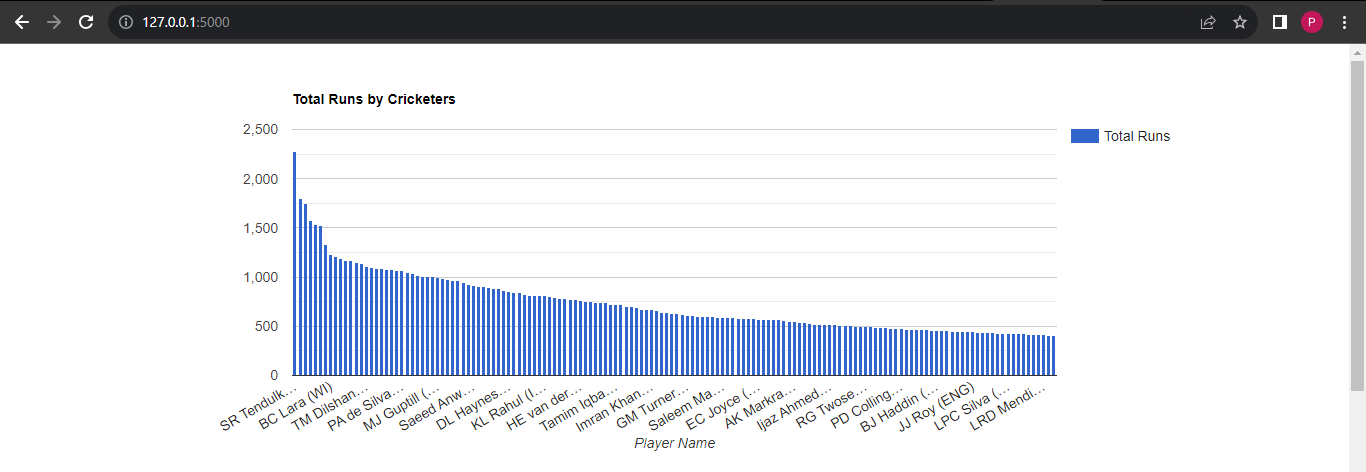 127.0.0.1:5000
P
Total Runs by Cricketers
2,500
2,000
1,500
1,000
500
0
Total Runs
SR Tendulk...
BC Lara (WI)
TM Dilshan...
PA de Silva...
MJ Guptill (...
Saeed Anw...
DL Haynes...
KL Rahul (I...
HE van der...
Tamim Iqba...
Imran Khan...
GM Turner...
Saleem Ma...
EC Joyce (...
AK Markra...
Ijaz Ahmed...
RG Twose...
PD Colling...
BJ Haddin (...
JJ Roy (ENG)
LPC Silva (...
LRD Mendi...
Player Name